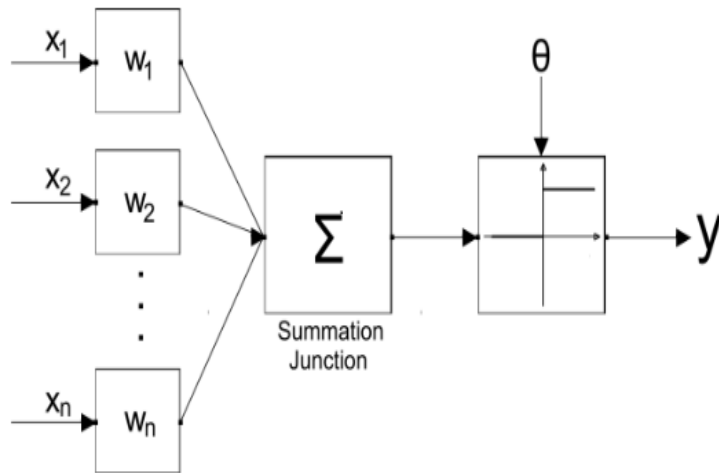 x₁
w₁
θ
x₂
w₂
Σ
y
Summation
Junction
xₙ
wₙ